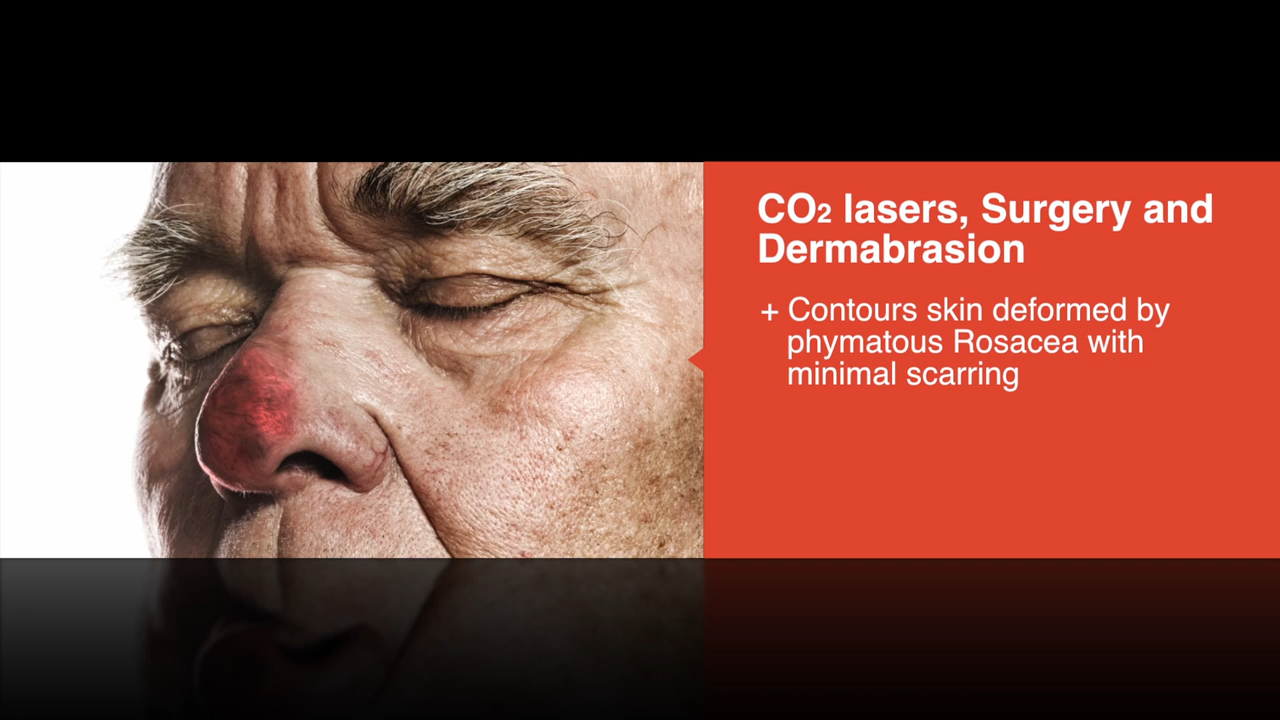 CO₂ lasers, Surgery and
Dermabrasion
+ Contours skin deformed by
phymatous Rosacea with
minimal scarring